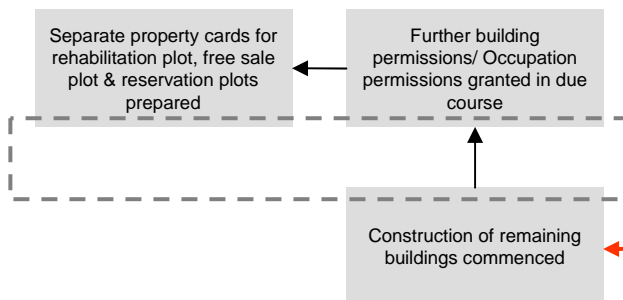 Separate property cards for
rehabilitation plot, free sale
plot & reservation plots
prepared
Further building
permissions/ Occupation
permissions granted in due
course
Construction of remaining
buildings commenced